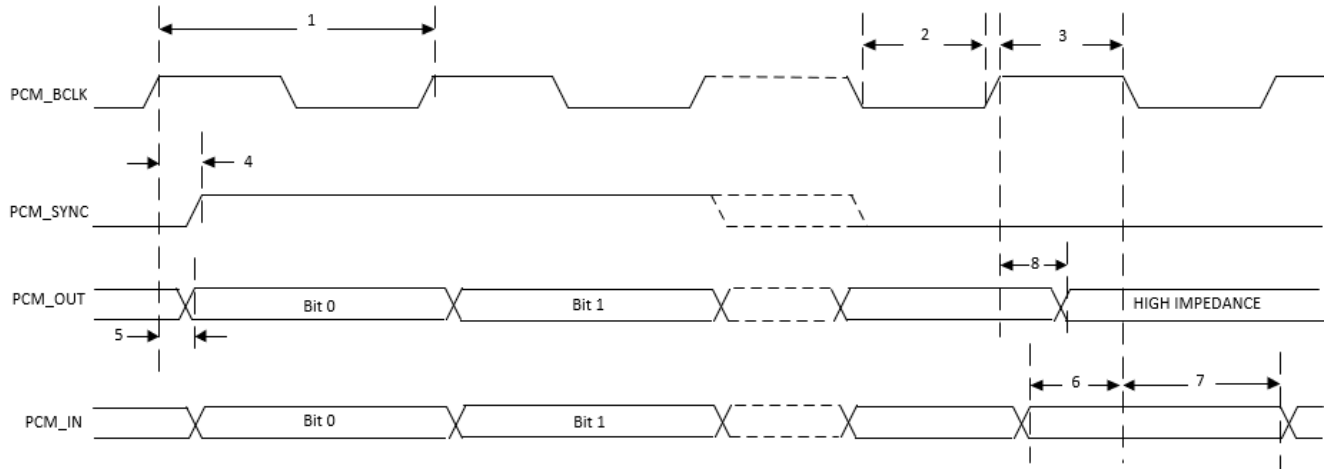 1
2
3
PCM_BCLK
4
PCM_SYNC
8
PCM_OUT
Bit 0
Bit 1
HIGH IMPEDANCE
5
6
7
PCM_IN
Bit 0
Bit 1